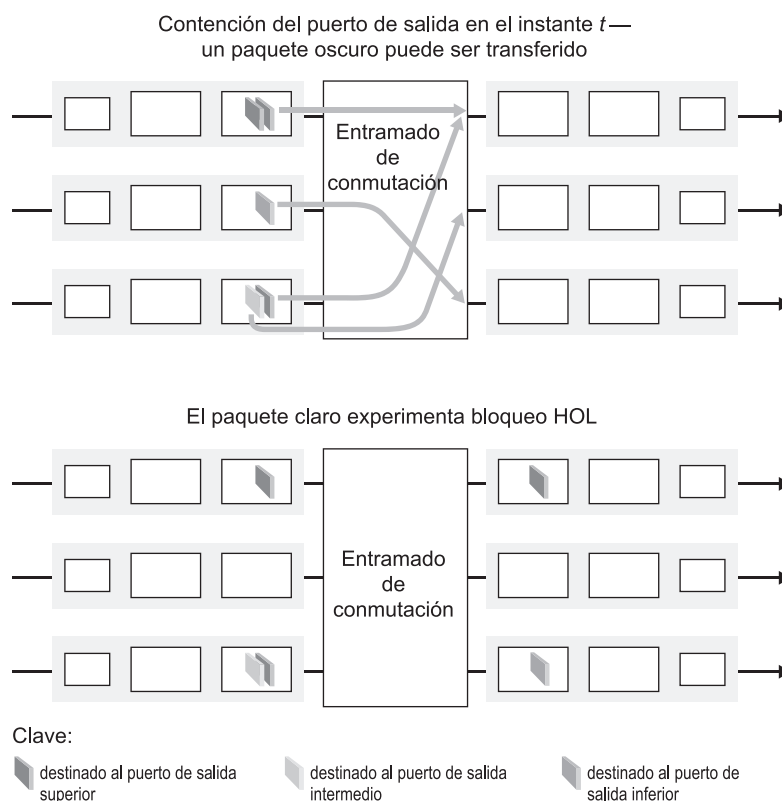 Contención del puerto de salida en el instante t —
un paquete oscuro puede ser transferido
Entramado
de
conmutación
El paquete claro experimenta bloqueo HOL
Entramado
de
conmutación
Clave:
destinado al puerto de salida
superior
destinado al puerto de salida
intermedio
destinado al puerto de
salida inferior